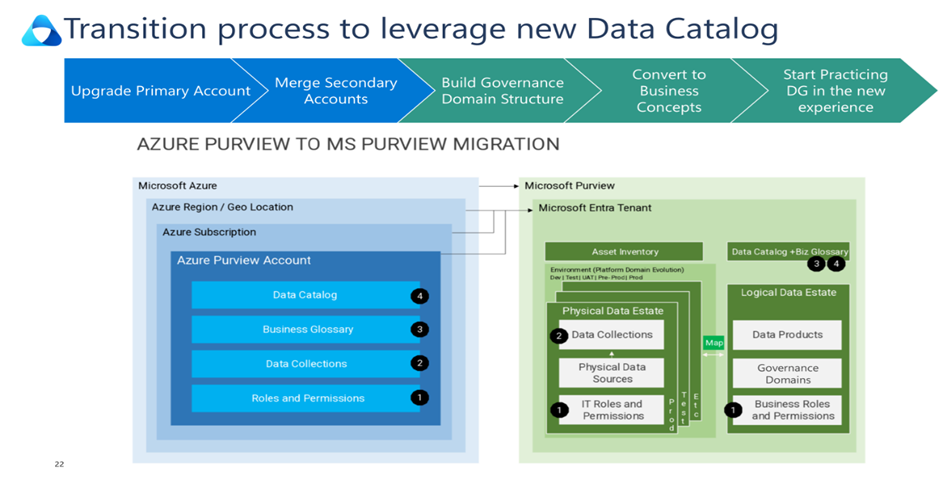 Transition process to leverage new Data Catalog
Upgrade Primary Account
Merge Secondary
Accounts
Build Governance
Domain Structure
Convert to
Business
Concepts
Start Practicing
DG in the new
experience
AZURE PURVIEW TO MS PURVIEW MIGRATION
Microsoft Azure
Azure Region / Geo Location
Azure Subscription
Azure Purview Account
Data Catalog
4
Business Glossary
3
Data Collections
2
Roles and Permissions
1
Microsoft Purview
Microsoft Entra Tenant
Asset Inventory
Environment (Platform Domain Evolution)
Dev | Test | UAT | Pre-Prod | Prod
Physical Data Estate
2
Data Collections
Physical Data
Sources
1
IT Roles and
Permissions
Prod
Test
Etc
Map
Data Catalog +Biz Glossary
3
4
Logical Data Estate
Data Products
Governance
Domains
1
Business Roles
and Permissions
22